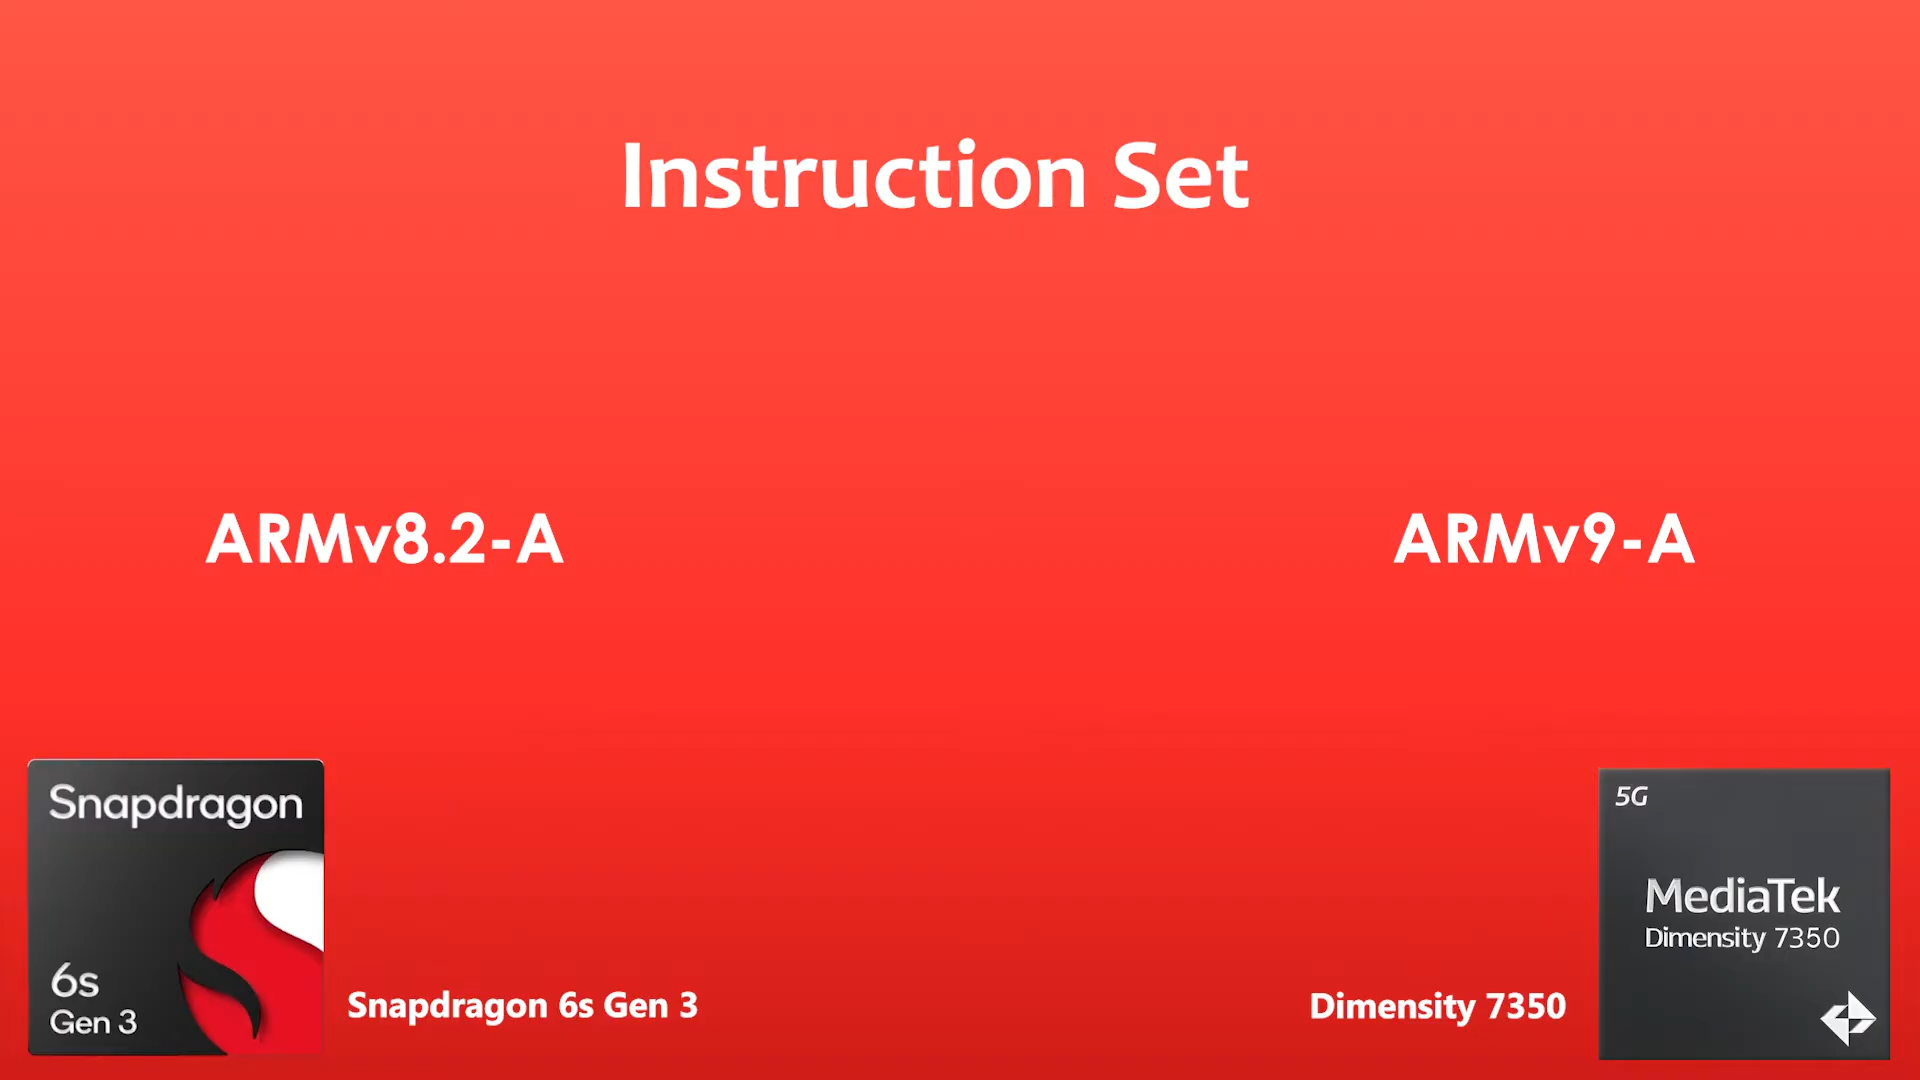 Instruction Set
ARMv8.2-A
ARMv9-A
Snapdragon
6s
Gen 3
Snapdragon 6s Gen 3
Dimensity 7350
5G
MediaTek
Dimensity 7350